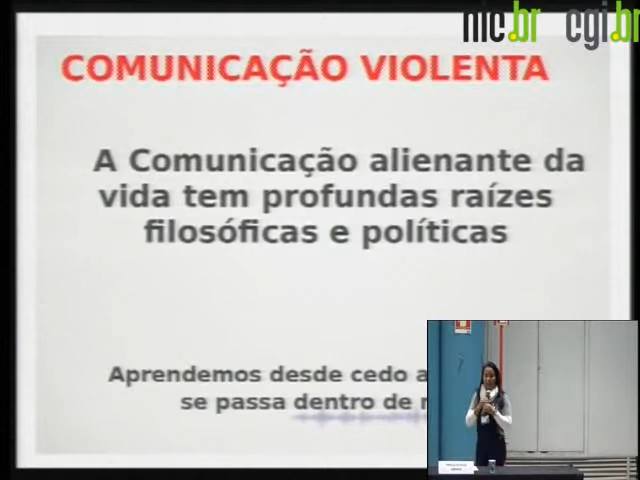 nic.br cgi.br
COMUNICAÇÃO VIOLENTA
A Comunicação alienante da
vida tem profundas raízes
filosóficas e políticas
Aprendemos desde cedo a
se passa dentro de